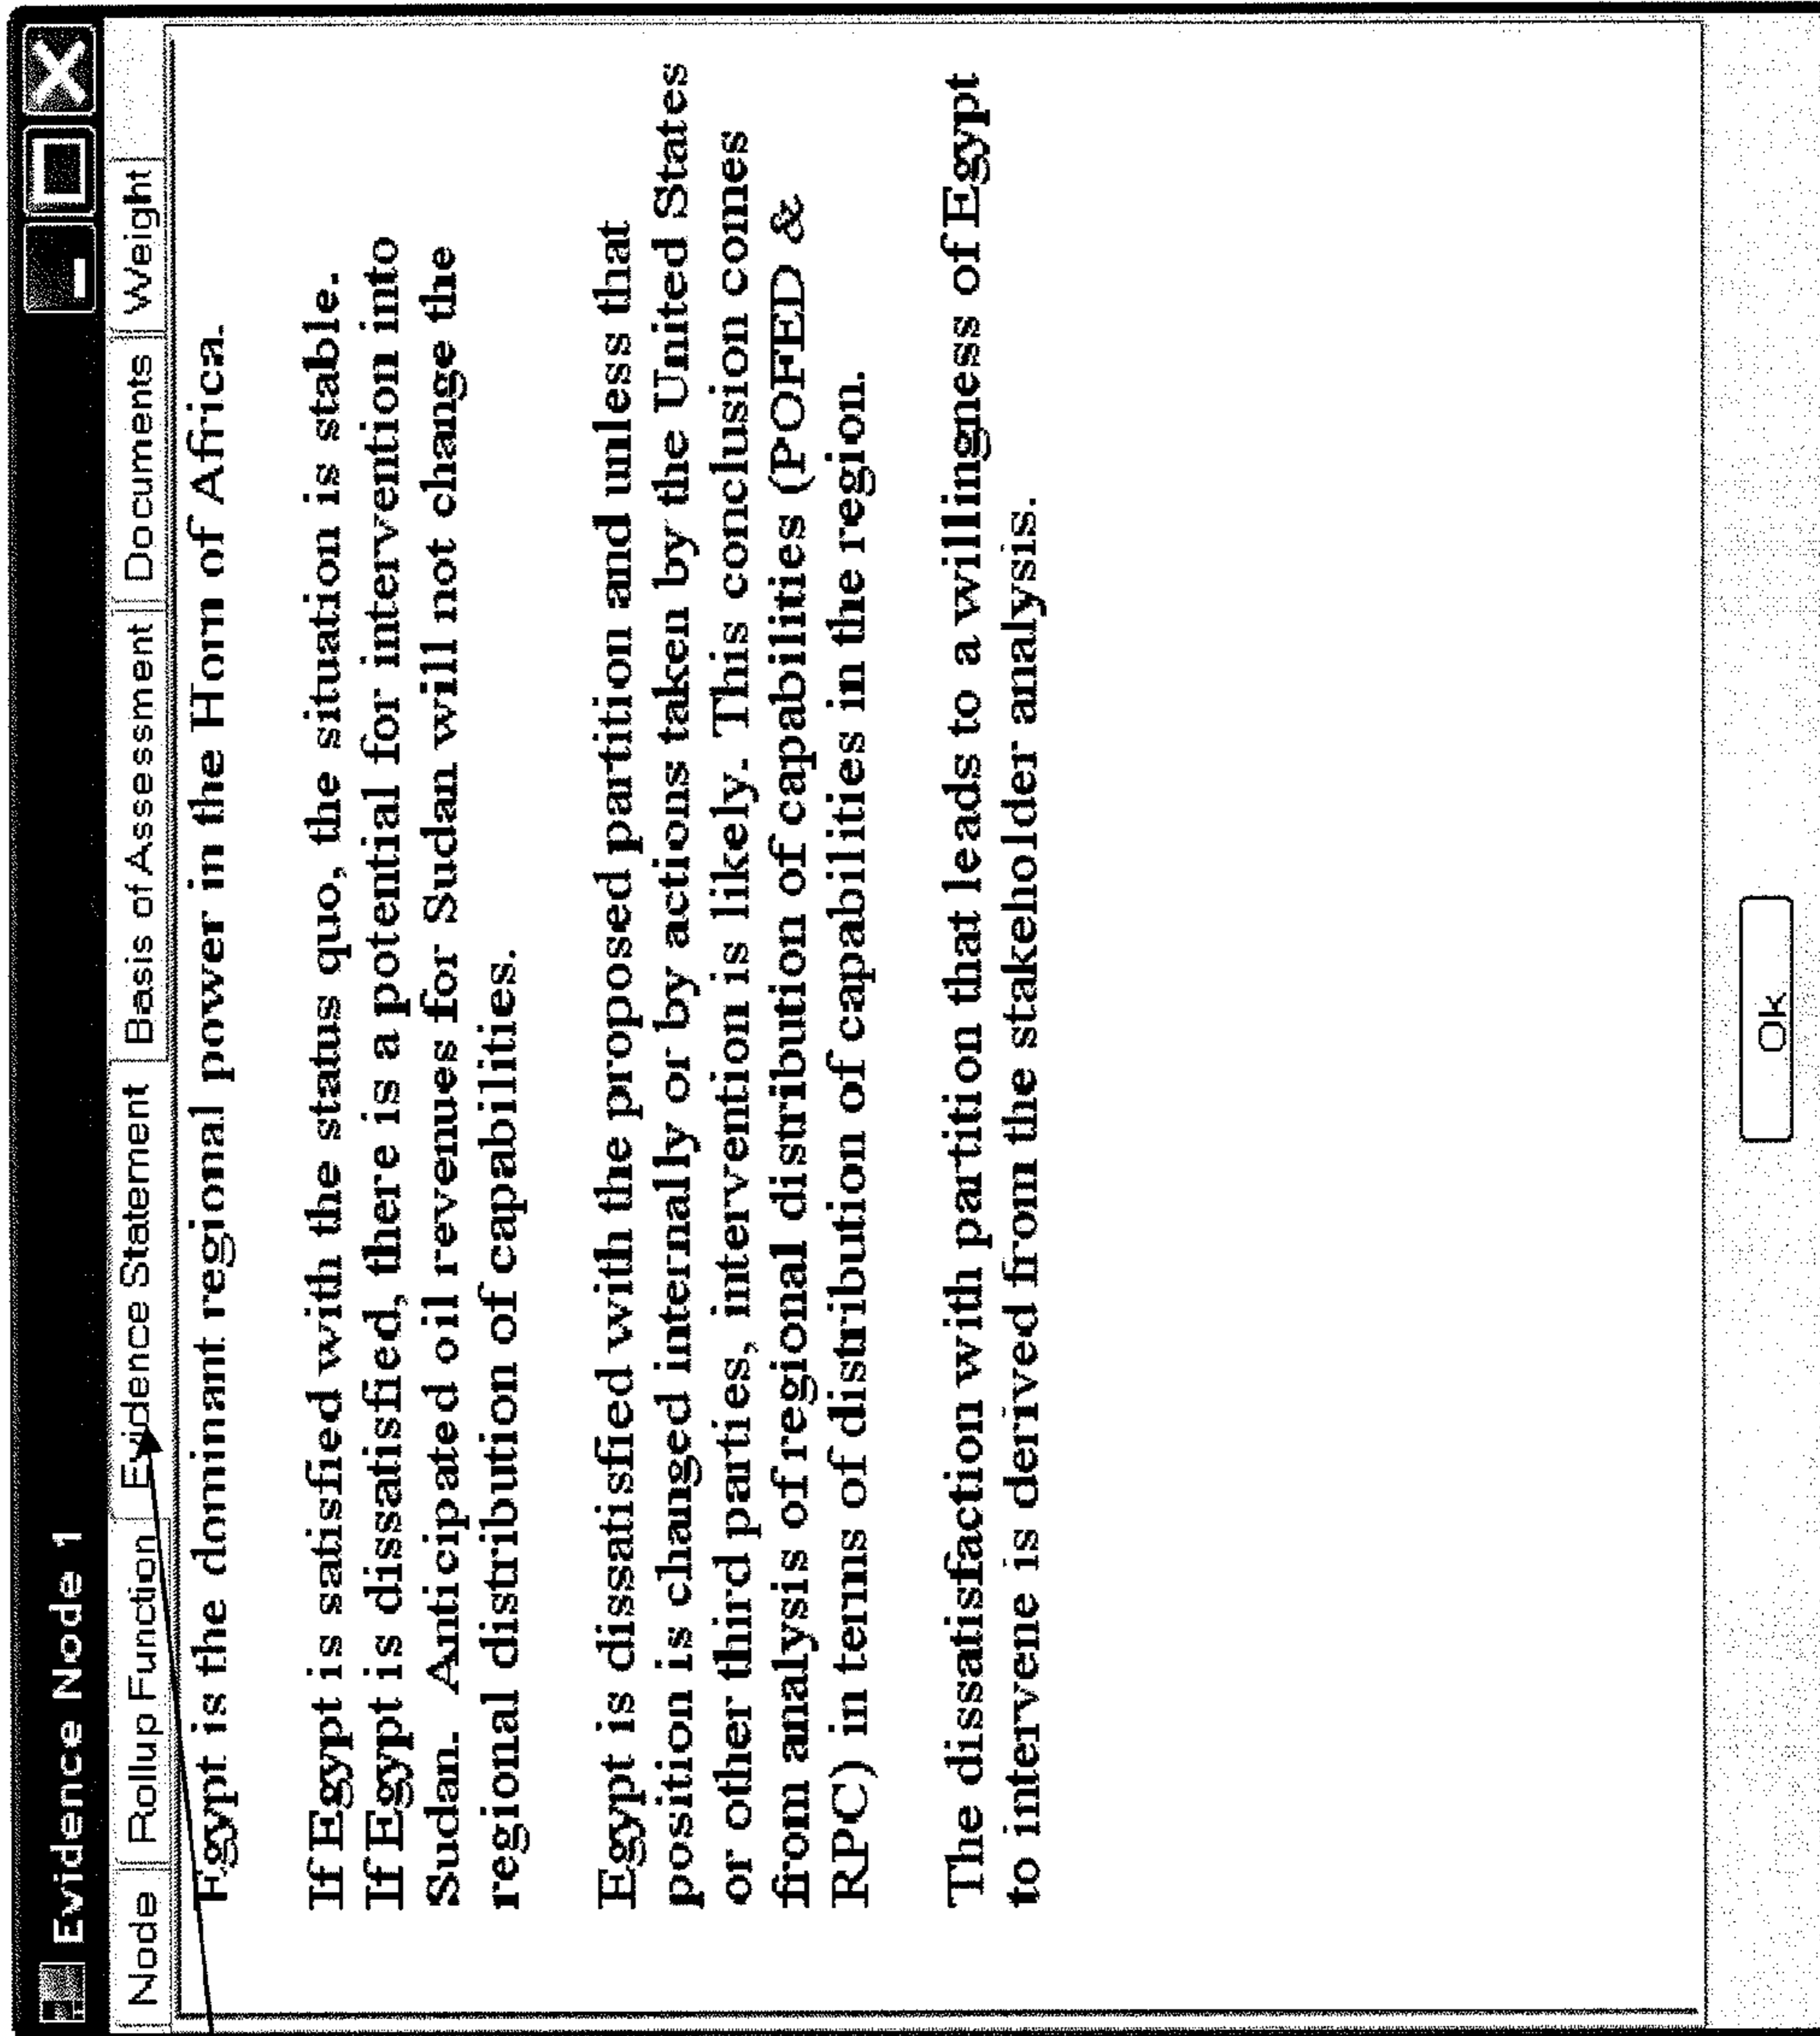 Evidence Node 1
Node Rollup Function Evidence Statement Basis of Assessment Documents Weight
Egypt is the dominant regional power in the Horn of Africa.
If Egypt is satisfied with the status quo, the situation is stable.
If Egypt is dissatisfied, there is a potential for intervention into
Sudan. Anticipated oil revenues for Sudan will not change the
regional distribution of capabilities.
Egypt is dissatisfied with the proposed partition and unless that
position is changed internally or by actions taken by the United States
or other third parties, intervention is likely. This conclusion comes
from analysis of regional distribution of capabilities (POFED &
RPC) in terms of distribution of capabilities in the region.
The dissatisfaction with partition that leads to a willingness of Egypt
to intervene is derived from the stakeholder analysis.
Ok